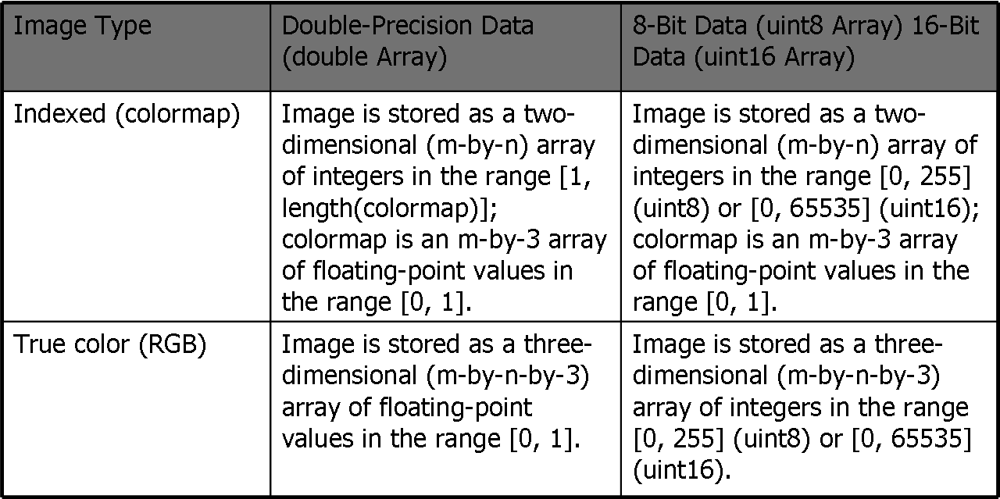 Image Type
Double-Precision Data
(double Array)
8-Bit Data (uint8 Array) 16-Bit
Data (uint16 Array)
Indexed (colormap)
Image is stored as a two-
dimensional (m-by-n) array
of integers in the range [1,
length(colormap)];
colormap is an m-by-3 array
of floating-point values in
the range [0, 1].
Image is stored as a two-
dimensional (m-by-n) array of
integers in the range [0, 255]
(uint8) or [0, 65535] (uint16);
colormap is an m-by-3 array
of floating-point values in the
range [0, 1].
True color (RGB)
Image is stored as a three-
dimensional (m-by-n-by-3)
array of floating-point
values in the range [0, 1].
Image is stored as a three-
dimensional (m-by-n-by-3)
array of integers in the range
[0, 255] (uint8) or [0, 65535]
(uint16).